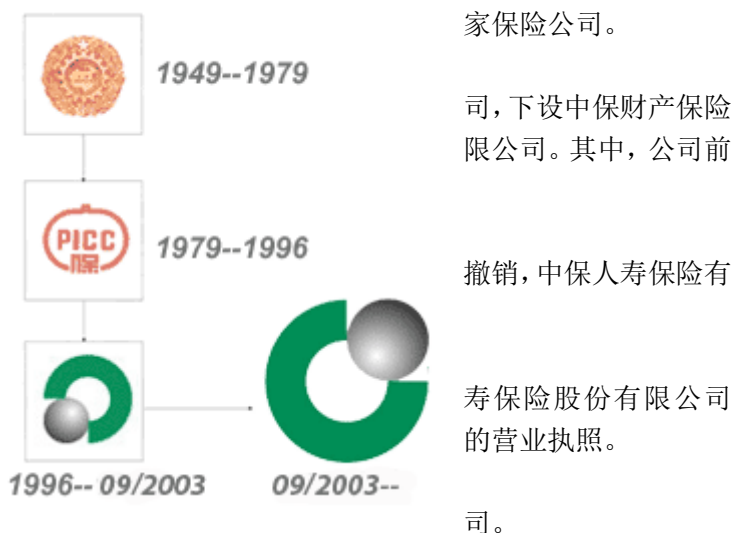 家保险公司。
1949--1979
司，下设中保财产保险
限公司。其中，公司前
PICC
保
1979--1996
撤销，中保人寿保险有
寿保险股份有限公司
的营业执照。
1996-- 09/2003
09/2003--
司。